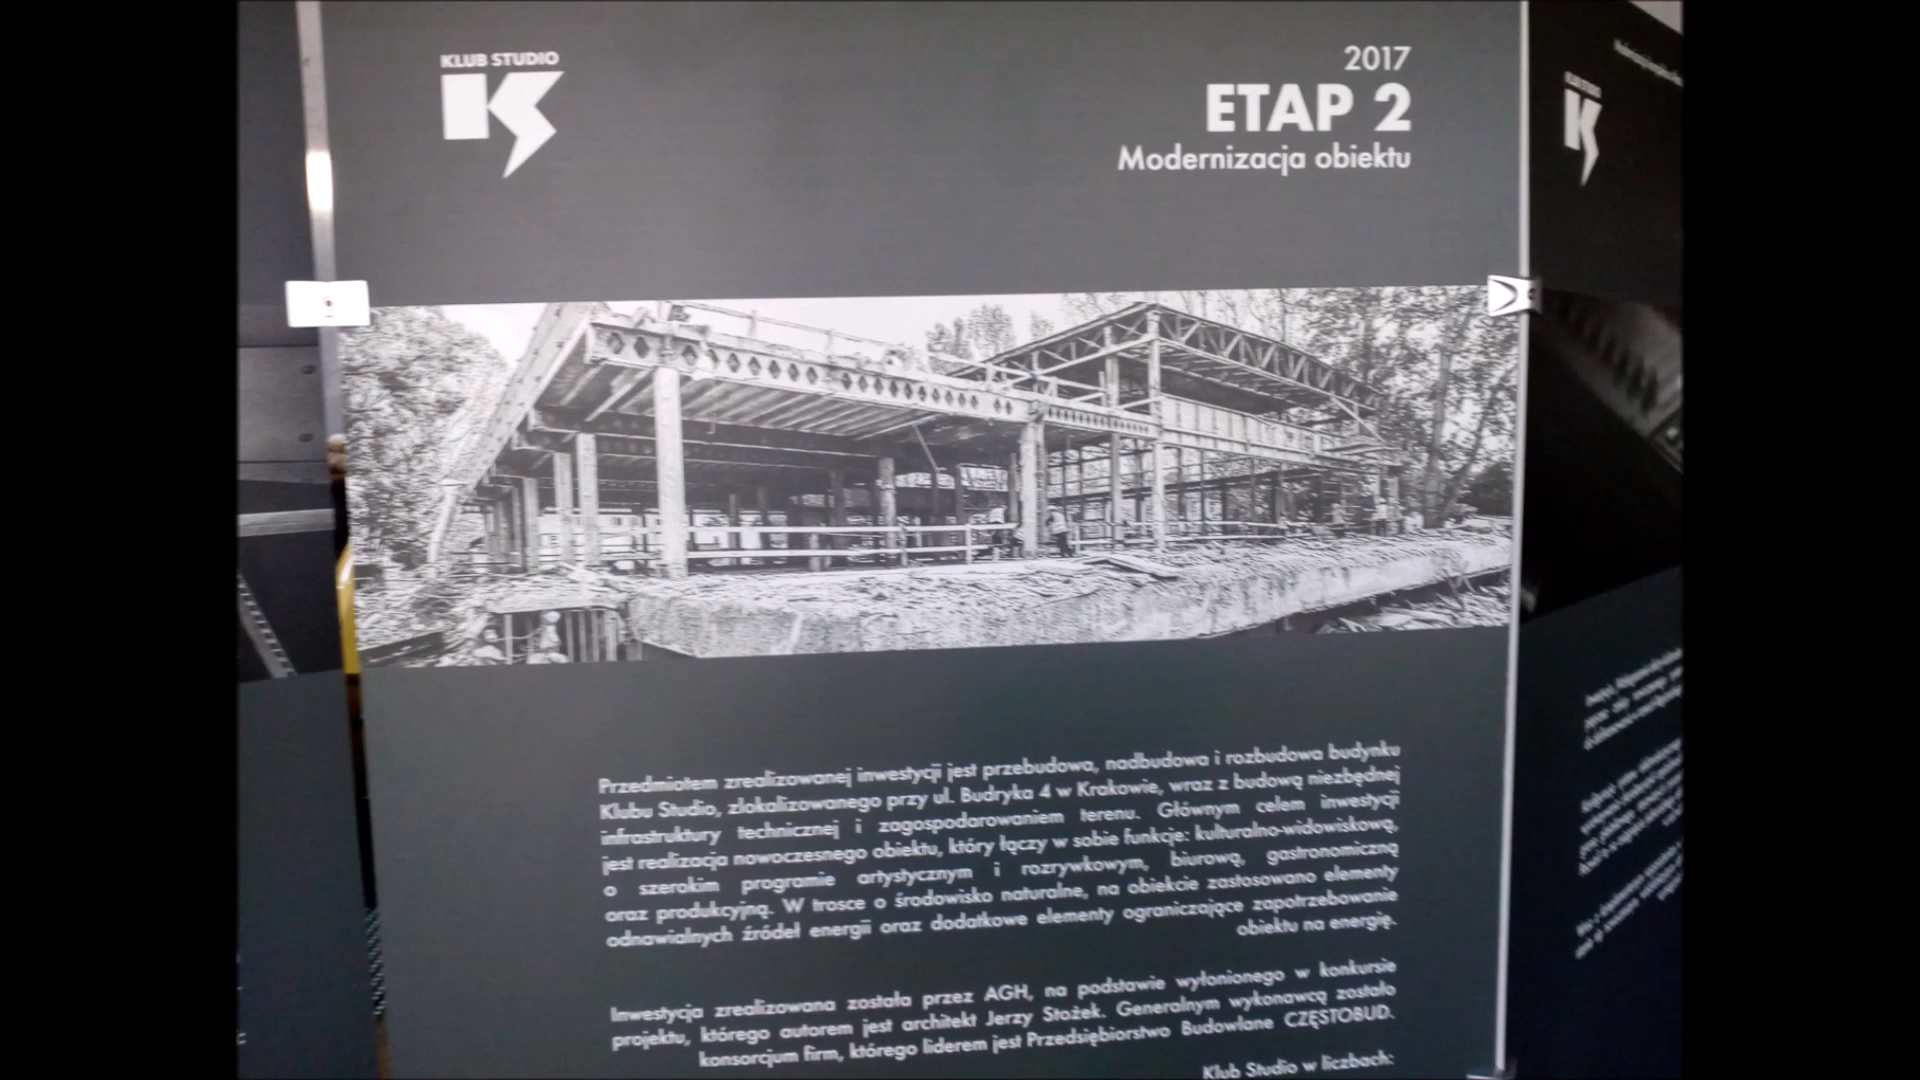 KLUB STUDIO
2017
ETAP 2
Modernizacja obiektu
Przedmiotem zrealizowanej inwestycji jest przebudowa, nadbudowa i rozbudowa budynku
Klubu Studio, zlokalizowanego przy ul. Budryka 4 w Krakowie, wraz z budową niezbędnej
infrastruktury technicznej i zagospodarowaniem terenu. Głównym celem inwestycji
jest realizacja nowoczesnego obiektu, który łączy w sobie funkcje: kulturalno-widowiskową,
o szerokim programie artystycznym i rozrywkowym, biurową, gastronomiczną
oraz produkcyjną. W trosce o środowisko naturalne, na obiekcie zastosowano elementy
odnawialnych źródeł energii oraz dodatkowe elementy ograniczające zapotrzebowanie
obiektu na energię.
Inwestycja zrealizowana została przez AGH, na podstawie wyłonionego w konkursie
projektu, którego autorem jest architekt Jerzy Stożek. Generalnym wykonawcą zostało
konsorcjum firm, którego liderem jest Przedsiębiorstwo Budowlane CZĘSTOBUD.
Klub Studio w liczbach:
KLUB STUDIO